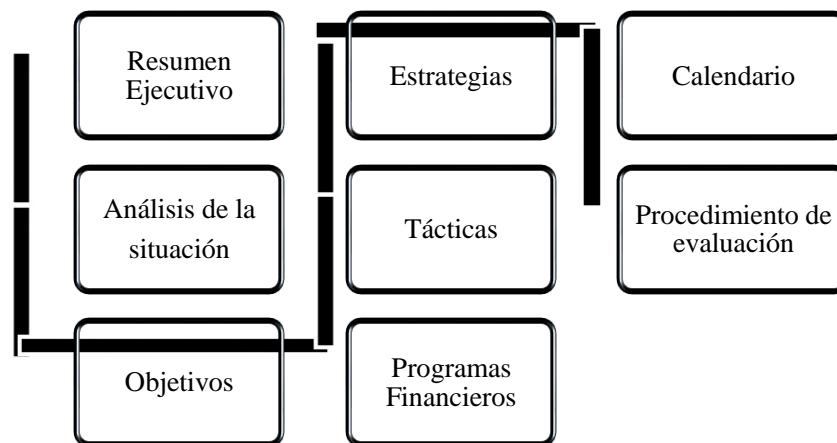 Resumen
Ejecutivo
Análisis de la
situación
Objetivos
Programas
Financieros
Tácticas
Estrategias
Calendario
Procedimiento de
evaluación